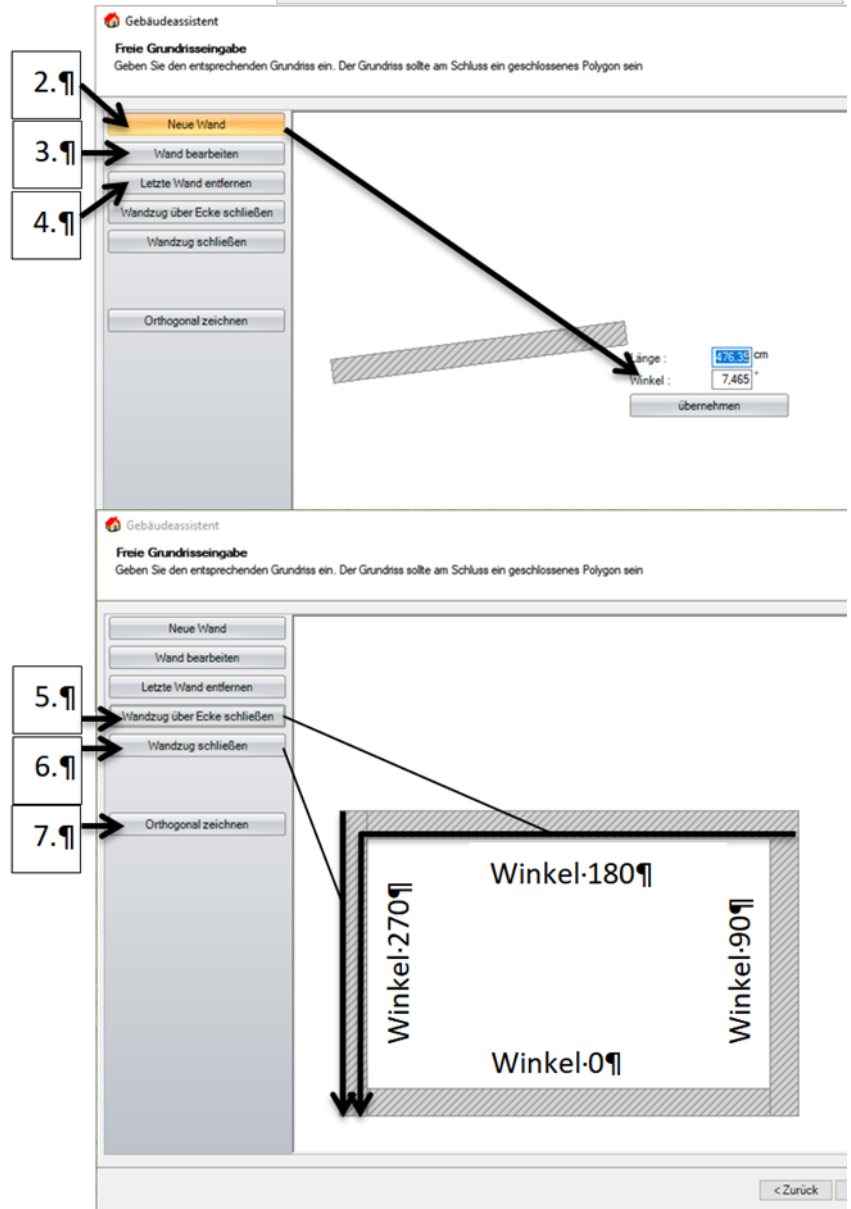 Gebäudeassistent
Freie Grundrisseingabe
Geben Sie den entsprechenden Grundriss ein. Der Grundriss sollte am Schluss ein geschlossenes Polygon sein
2.¶
Neue Wand
3.¶
Wand bearbeiten
4.¶
Letzte Wand entfernen
Wandzug über Ecke schließen
Wandzug schließen
Orthogonal zeichnen
Länge : 476,35 cm
Winkel : 7,465 °
übernehmen
Gebäudeassistent
Freie Grundrisseingabe
Geben Sie den entsprechenden Grundriss ein. Der Grundriss sollte am Schluss ein geschlossenes Polygon sein
Neue Wand
Wand bearbeiten
Letzte Wand entfernen
5.¶
Wandzug über Ecke schließen
6.¶
Wandzug schließen
7.¶
Orthogonal zeichnen
Winkel·180¶
Winkel·270¶
Winkel·90¶
Winkel·0¶
< Zurück